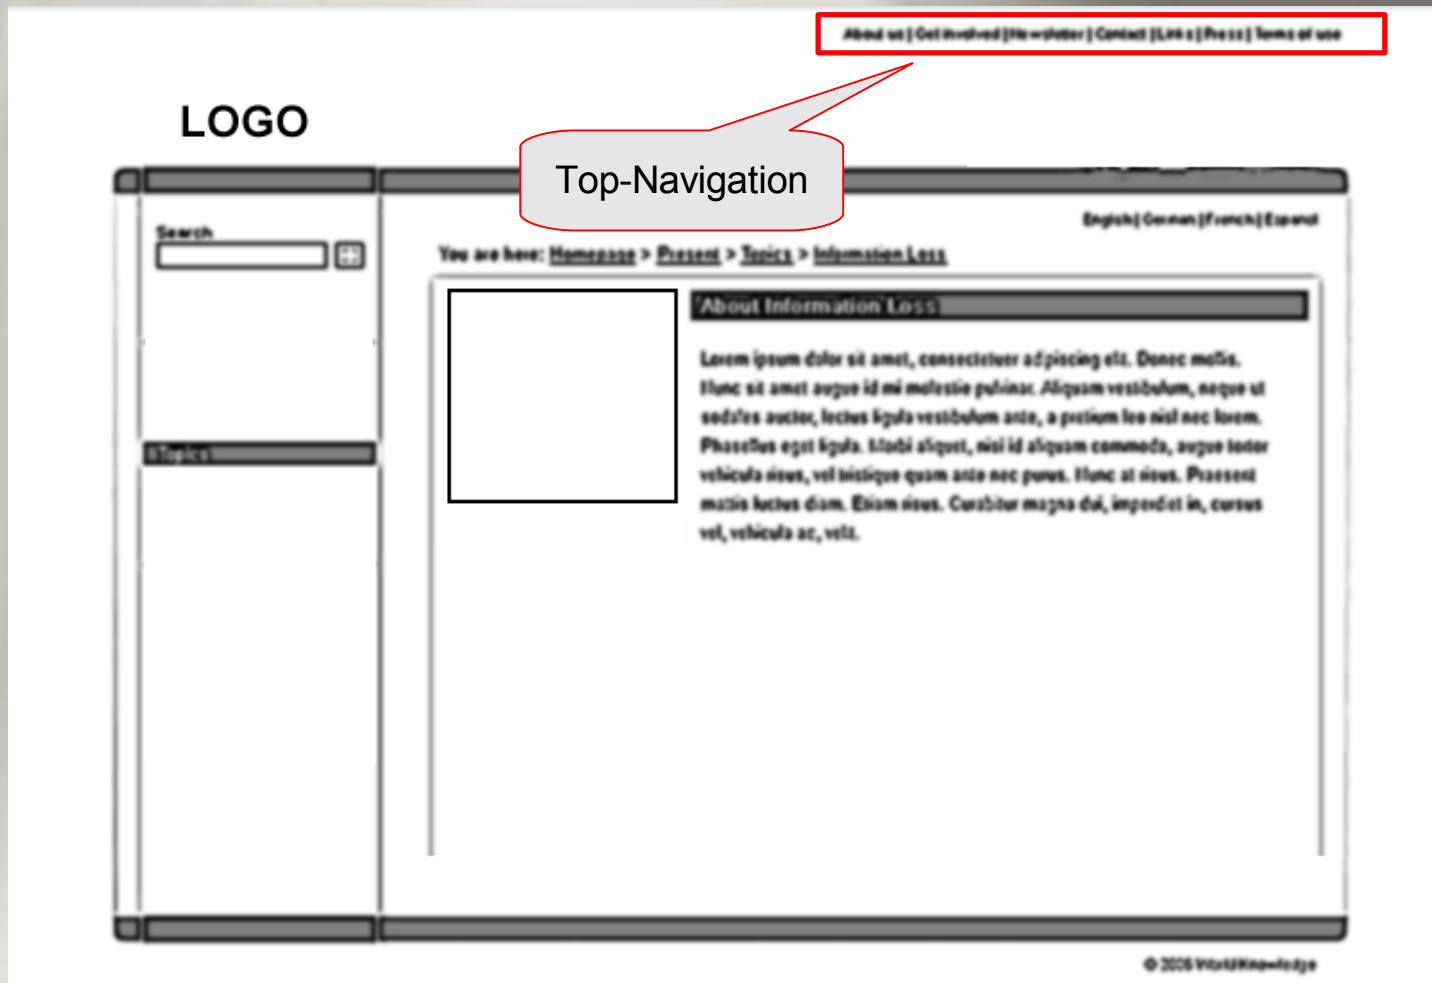 About us | Get involved | Newsletter | Contact | Links | Press | Terms of use
LOGO
Top-Navigation
English | German | French | Espanol
Search
You are here: Homepage > Present > Topics > Information Loss
About Information Loss
Lorem ipsum dolor sit amet, consectetuer adipiscing elit. Donec mollis.
Nunc sit amet augue id mi molestie pulvinar. Aliquam vestibulum, neque ut
sodales auctor, lectus ligula vestibulum ante, a pretium leo nisl nec lorem.
Phasellus eget ligula. Morbi aliquet, nisi id aliquam commodo, augue tortor
vehicula risus, vel tristique quam ante nec purus. Nunc at risus. Praesent
mattis luctus diam. Etiam risus. Curabitur magna dui, imperdiet in, cursus
vel, vehicula ac, velit.
Topics
© 2005 World Knowledge